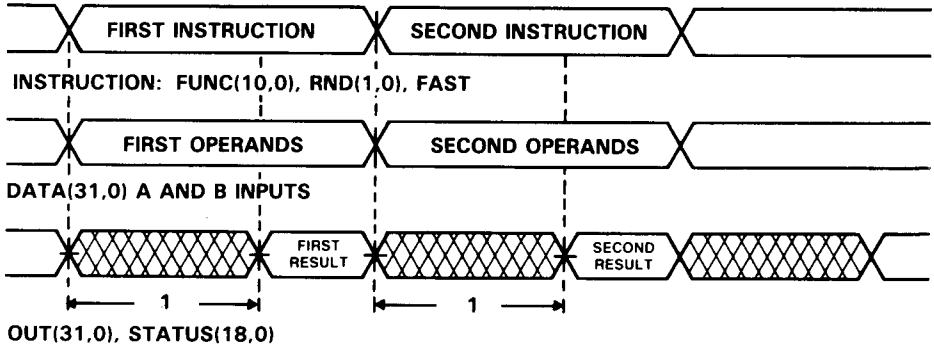 FIRST INSTRUCTION SECOND INSTRUCTION
INSTRUCTION: FUNC(10,0), RND(1,0), FAST
FIRST OPERANDS SECOND OPERANDS
DATA(31,0) A AND B INPUTS
FIRST RESULT SECOND RESULT
1 1
OUT(31,0), STATUS(18,0)